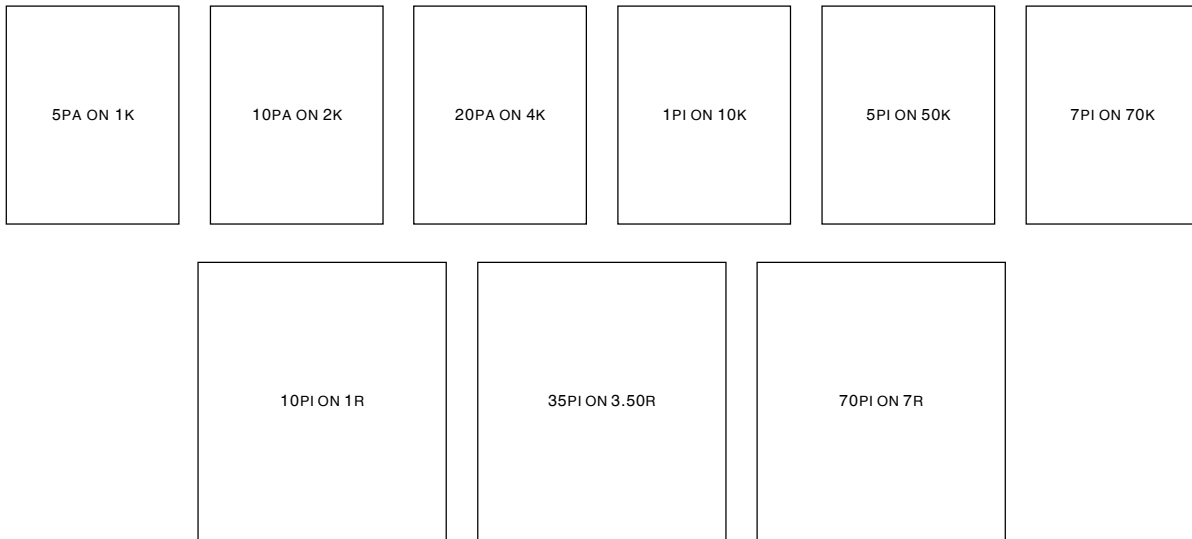 5PA ON 1K
10PA ON 2K
20PA ON 4K
1PI ON 10K
5PI ON 50K
7PI ON 70K
10PI ON 1R
35PI ON 3.50R
70PI ON 7R